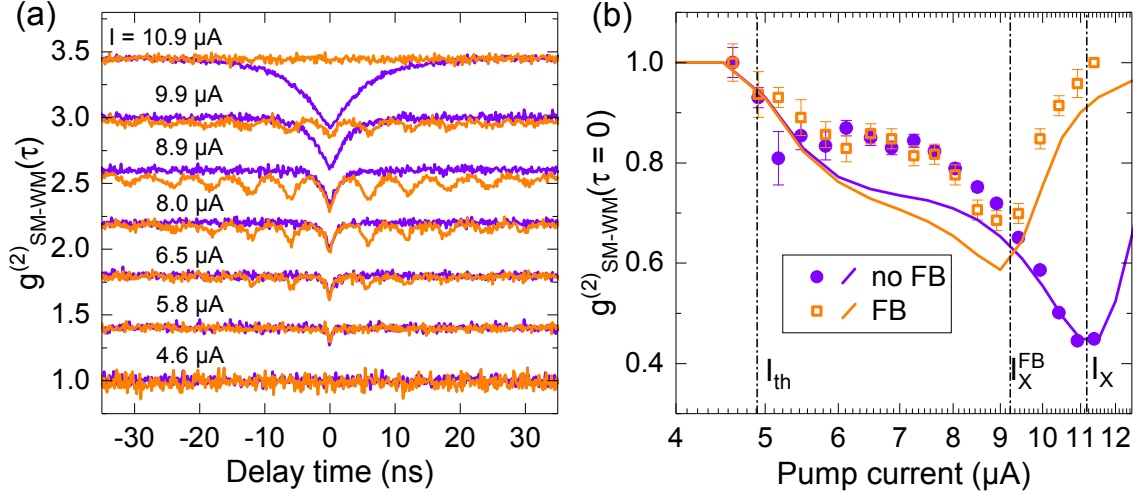 (a)
g⁽²⁾SM-WM(τ)
3.5
3.0
2.5
2.0
1.5
1.0
I = 10.9 µA
9.9 µA
8.9 µA
8.0 µA
6.5 µA
5.8 µA
4.6 µA
-30 -20 -10 0 10 20 30
Delay time (ns)
(b)
g⁽²⁾SM-WM(τ = 0)
1.0
0.8
0.6
0.4
no FB
FB
Ith
IXFB
IX
4 5 6 7 8 9 10 11 12
Pump current (µA)